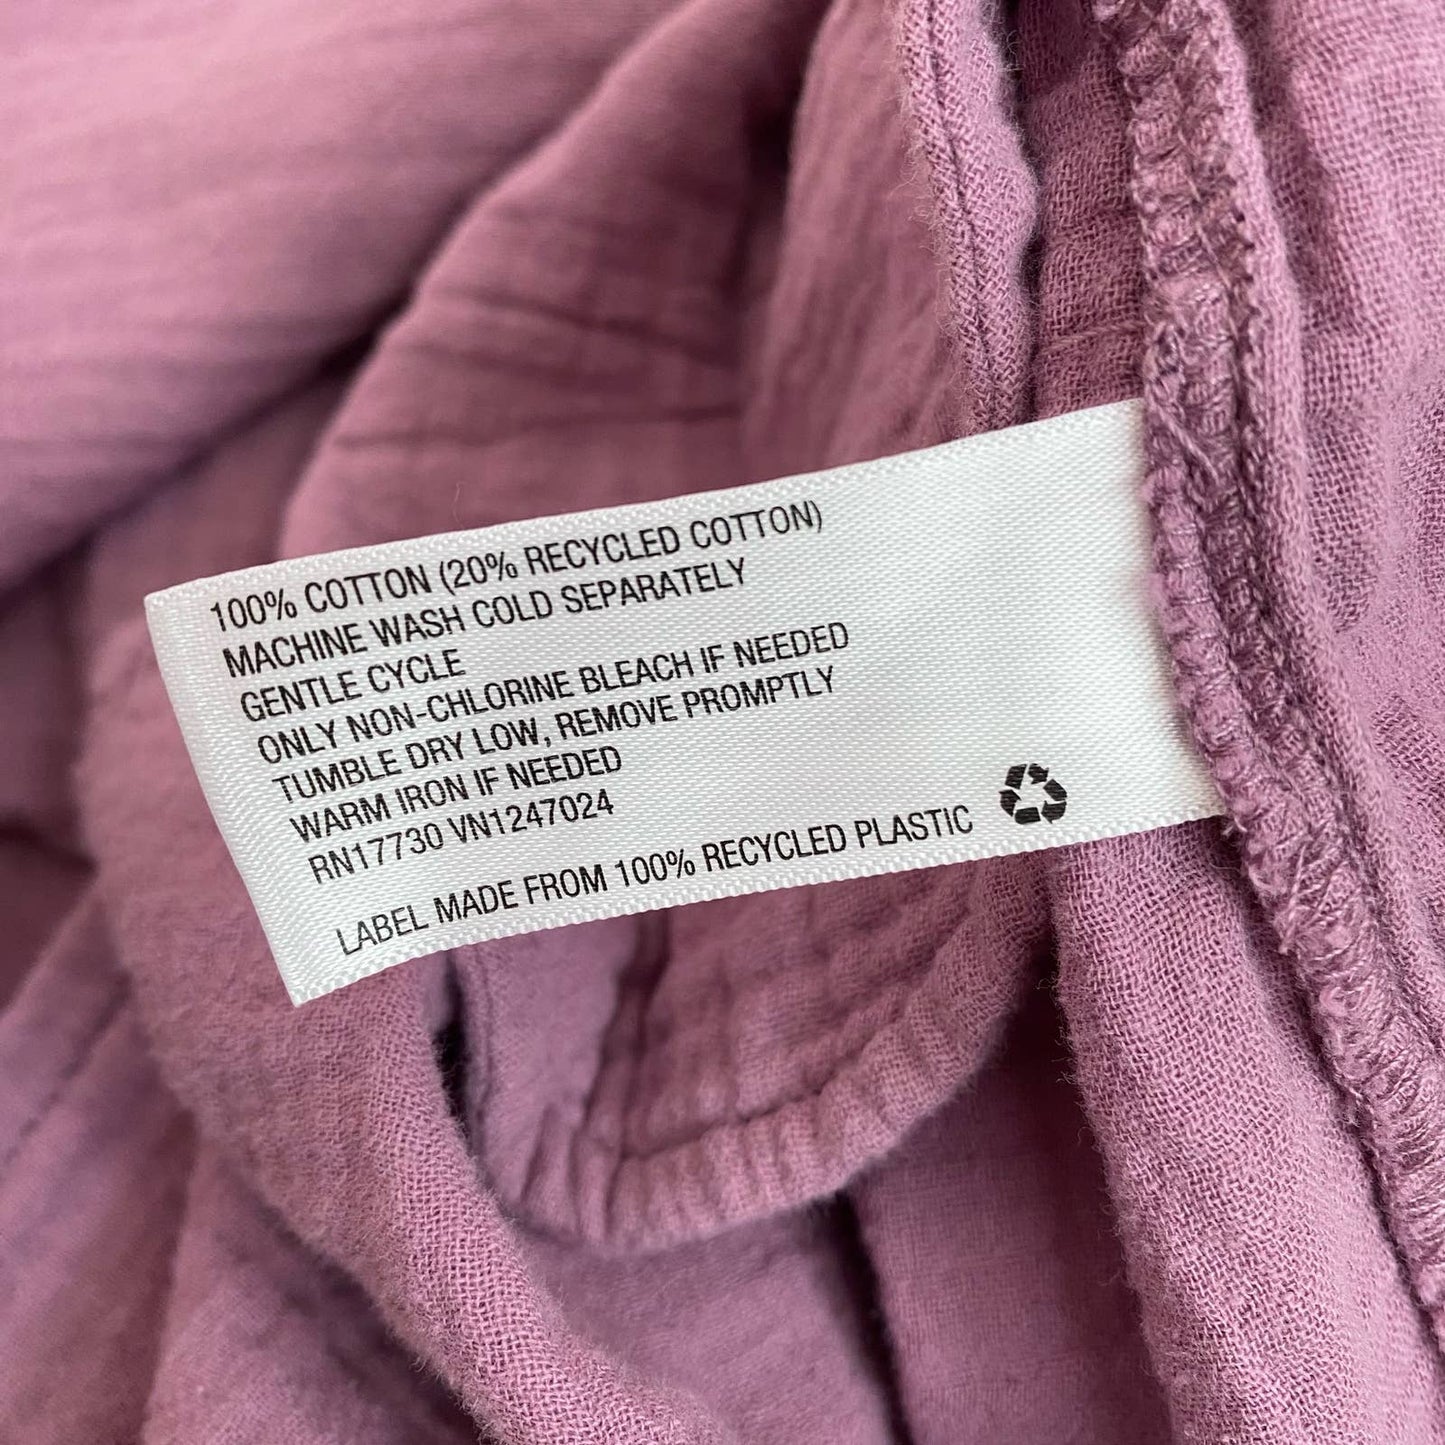 100% COTTON (20% RECYCLED COTTON)
MACHINE WASH COLD SEPARATELY
GENTLE CYCLE
ONLY NON-CHLORINE BLEACH IF NEEDED
TUMBLE DRY LOW, REMOVE PROMPTLY
WARM IRON IF NEEDED
RN17730 VN1247024
LABEL MADE FROM 100% RECYCLED PLASTIC